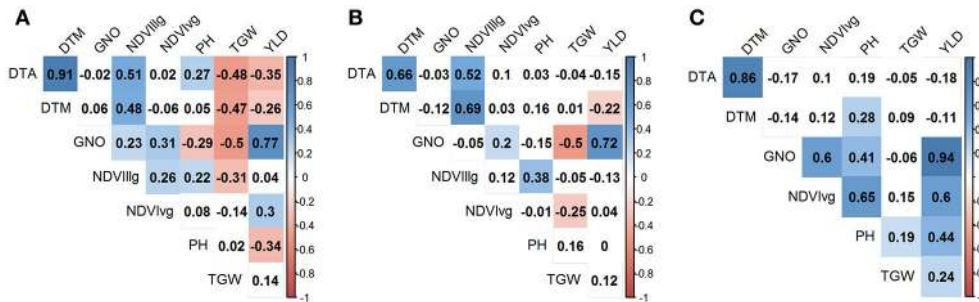 A
DTM GNO NDVIllg NDVIvg PH TGW YLD
DTA 0.91 -0.02 0.51 0.02 0.27 -0.48 -0.35
DTM 0.06 0.48 -0.06 0.05 -0.47 -0.26
GNO 0.23 0.31 -0.29 -0.5 0.77
NDVIllg 0.26 0.22 -0.31 0.04
NDVIvg 0.08 -0.14 0.3
PH 0.02 -0.34
TGW 0.14
1
0.8
0.6
0.4
0.2
0
-0.2
-0.4
-0.6
-0.8
-1
B
DTM GNO NDVIllg NDVIvg PH TGW YLD
DTA 0.66 -0.03 0.52 0.1 0.03 -0.04 -0.15
DTM -0.12 0.69 0.03 0.16 0.01 -0.22
GNO -0.05 0.2 -0.15 -0.5 0.72
NDVIllg 0.12 0.38 -0.05 -0.13
NDVIvg -0.01 -0.25 0.04
PH 0.16 0
TGW 0.12
1
0.8
0.6
0.4
0.2
0
-0.2
-0.4
-0.6
-0.8
-1
C
DTM GNO NDVIvg PH TGW YLD
DTA 0.86 -0.17 0.1 0.19 -0.05 -0.18
DTM -0.14 0.12 0.28 0.09 -0.11
GNO 0.6 0.41 -0.06 0.94
NDVIvg 0.65 0.15 0.6
PH 0.19 0.44
TGW 0.24